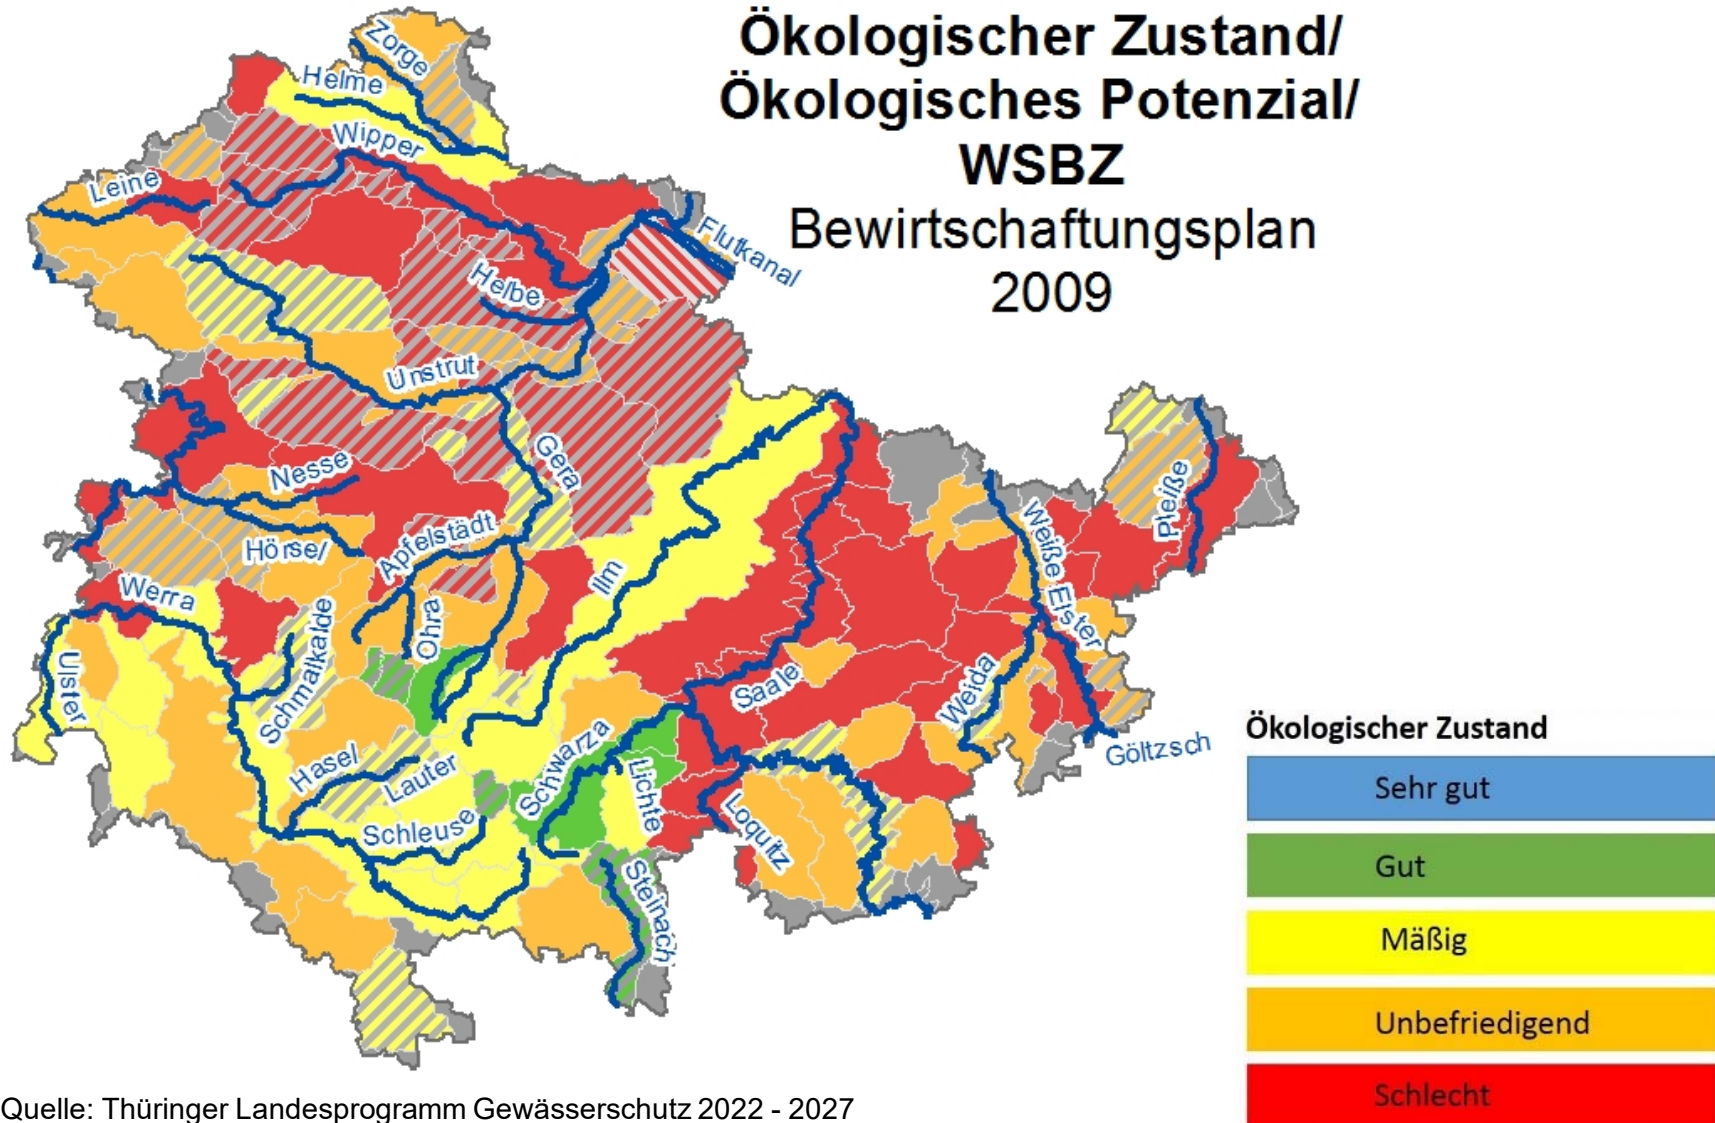 Ökologischer Zustand/
Ökologisches Potenzial/
WSBZ
Bewirtschaftungsplan
2009
Zorge
Helme
Wipper
Leine
Flutkanal
Helbe
Unstrut
Gera
Nesse
Hörsel
Apfelstädt
Ohra
Werra
Ulster
Schmalkalde
Ilm
Hasel
Lauter
Schleuse
Schwarza
Lichte
Steinach
Saale
Loquitz
Weida
Weiße Elster
Pleiße
Göltzsch
Ökologischer Zustand
Sehr gut
Gut
Mäßig
Unbefriedigend
Schlecht
Quelle: Thüringer Landesprogramm Gewässerschutz 2022 - 2027